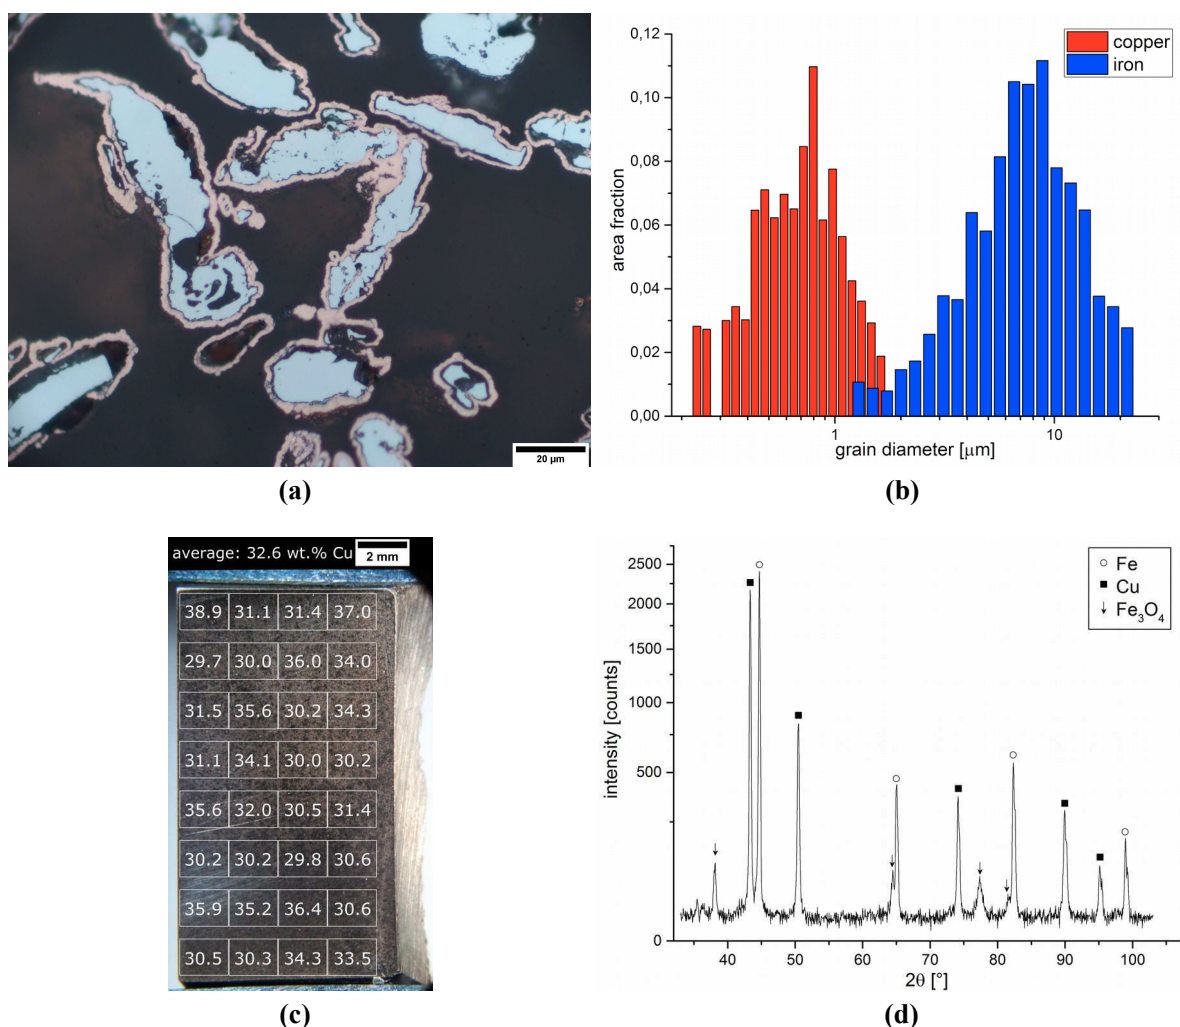 20 µm
(a)
0,12
0,10
0,08
0,06
0,04
0,02
0,00
area fraction
1
10
grain diameter [µm]
copper
iron
(b)
average: 32.6 wt.% Cu
2 mm
38.9 31.1 31.4 37.0
29.7 30.0 36.0 34.0
31.5 35.6 30.2 34.3
31.1 34.1 30.0 30.2
35.6 32.0 30.5 31.4
30.2 30.2 29.8 30.6
35.9 35.2 36.4 30.6
30.5 30.3 34.3 33.5
(c)
2500
2000
1500
1000
500
0
intensity [counts]
40 50 60 70 80 90 100
2θ [°]
Fe
Cu
Fe₃O₄
(d)